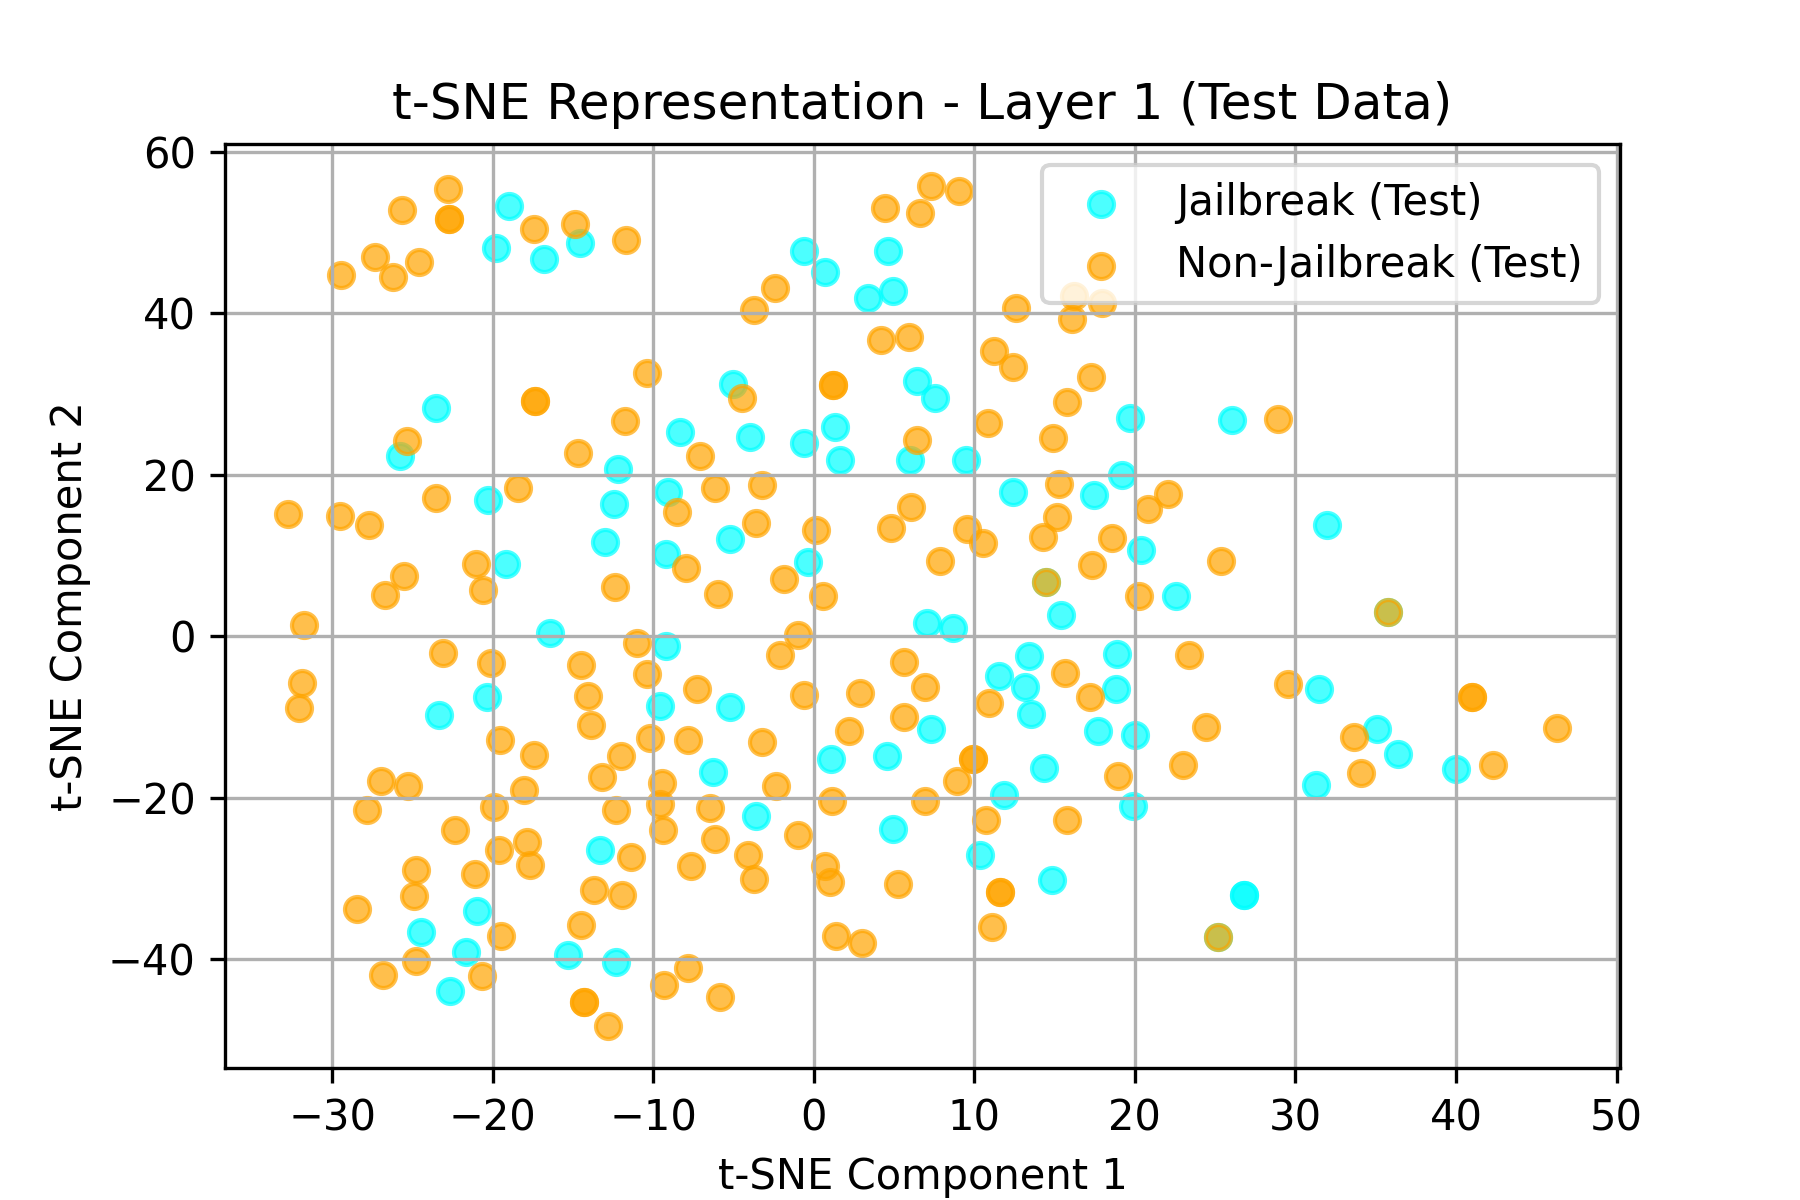 t-SNE Representation - Layer 1 (Test Data)
Jailbreak (Test)
Non-Jailbreak (Test)
t-SNE Component 2
60
40
20
0
−20
−40
−30 −20 −10 0 10 20 30 40 50
t-SNE Component 1